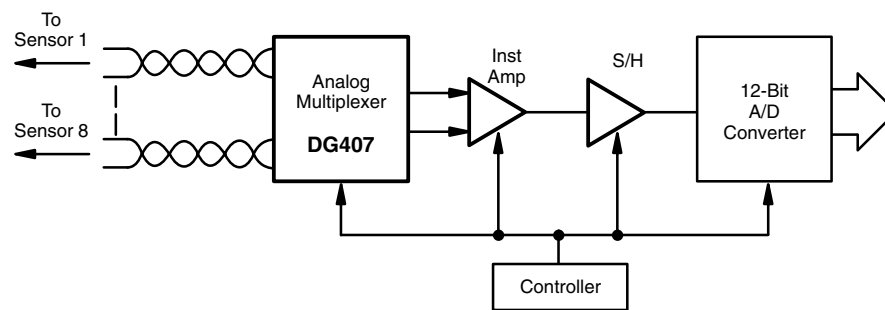 To
Sensor 1
To
Sensor 8
Analog
Multiplexer
DG407
Inst
Amp
S/H
12-Bit
A/D
Converter
Controller